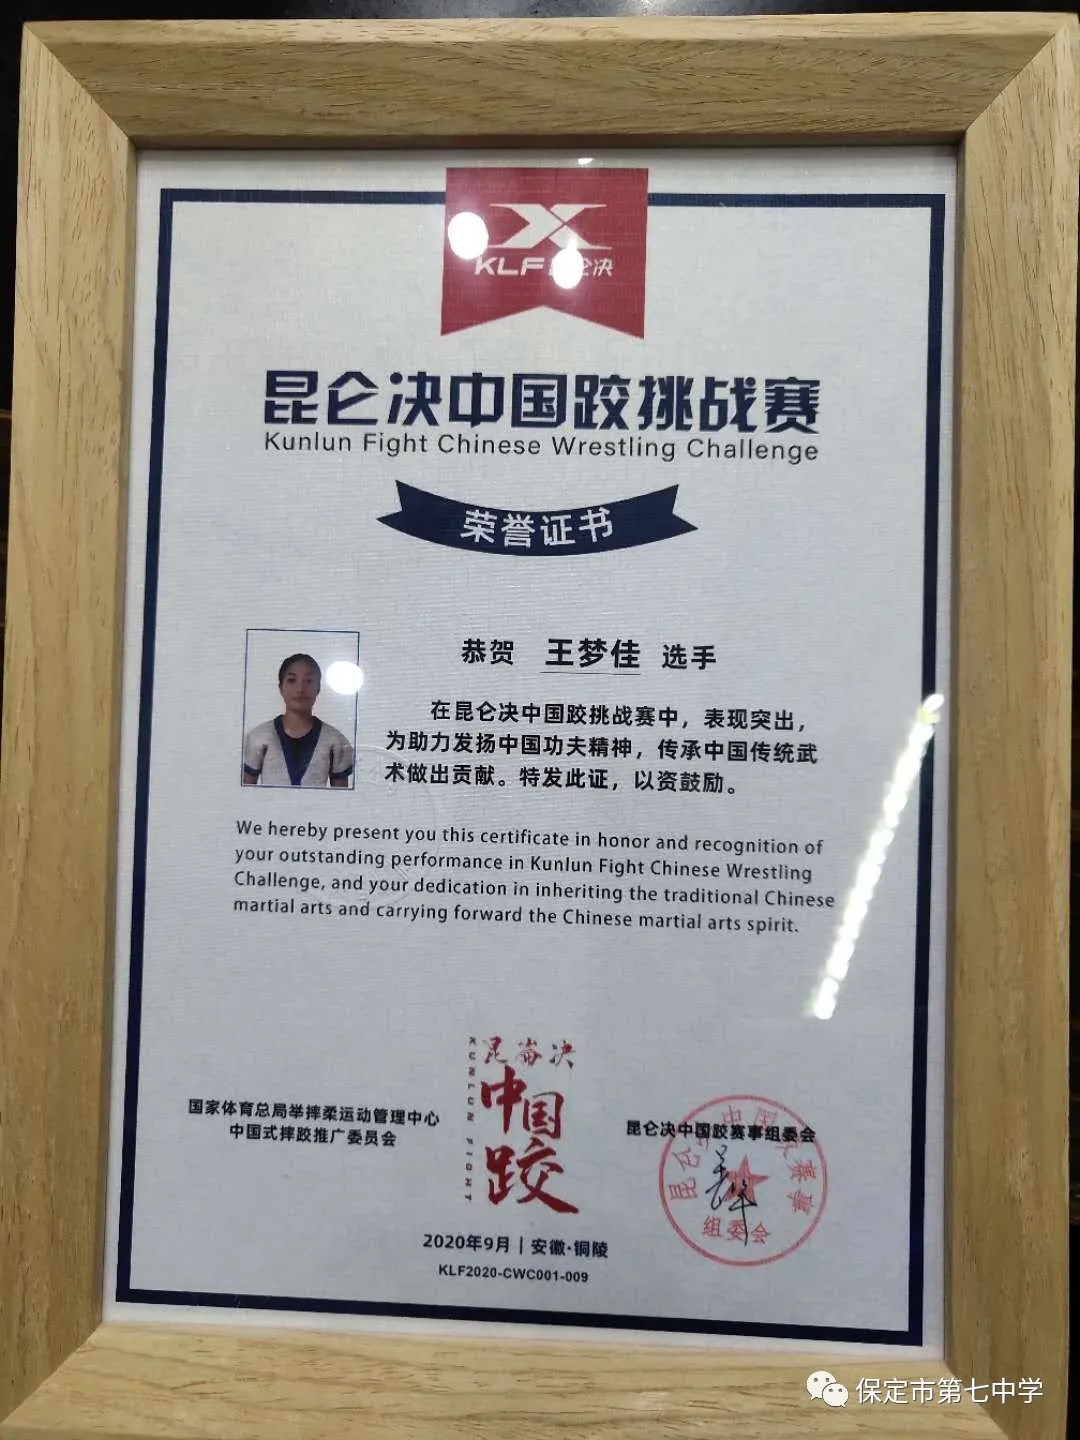 KLF 昆仑决
昆仑决中国跤挑战赛
Kunlun Fight Chinese Wrestling Challenge
荣誉证书
恭贺 王梦佳 选手
在昆仑决中国跤挑战赛中，表现突出，
为助力发扬中国功夫精神，传承中国传统武
术做出贡献。特发此证，以资鼓励。
We hereby present you this certificate in honor and recognition of
your outstanding performance in Kunlun Fight Chinese Wrestling
Challenge, and your dedication in inheriting the traditional Chinese
martial arts and carrying forward the Chinese martial arts spirit.
国家体育总局举摔柔运动管理中心
中国式摔跤推广委员会
昆仑决
KUNLUN FIGHT
中国
跤
昆仑决中国跤赛事组委会
昆仑决中国跤赛事
组委会
2020年9月 | 安徽·铜陵
KLF2020-CWC001-009
保定市第七中学